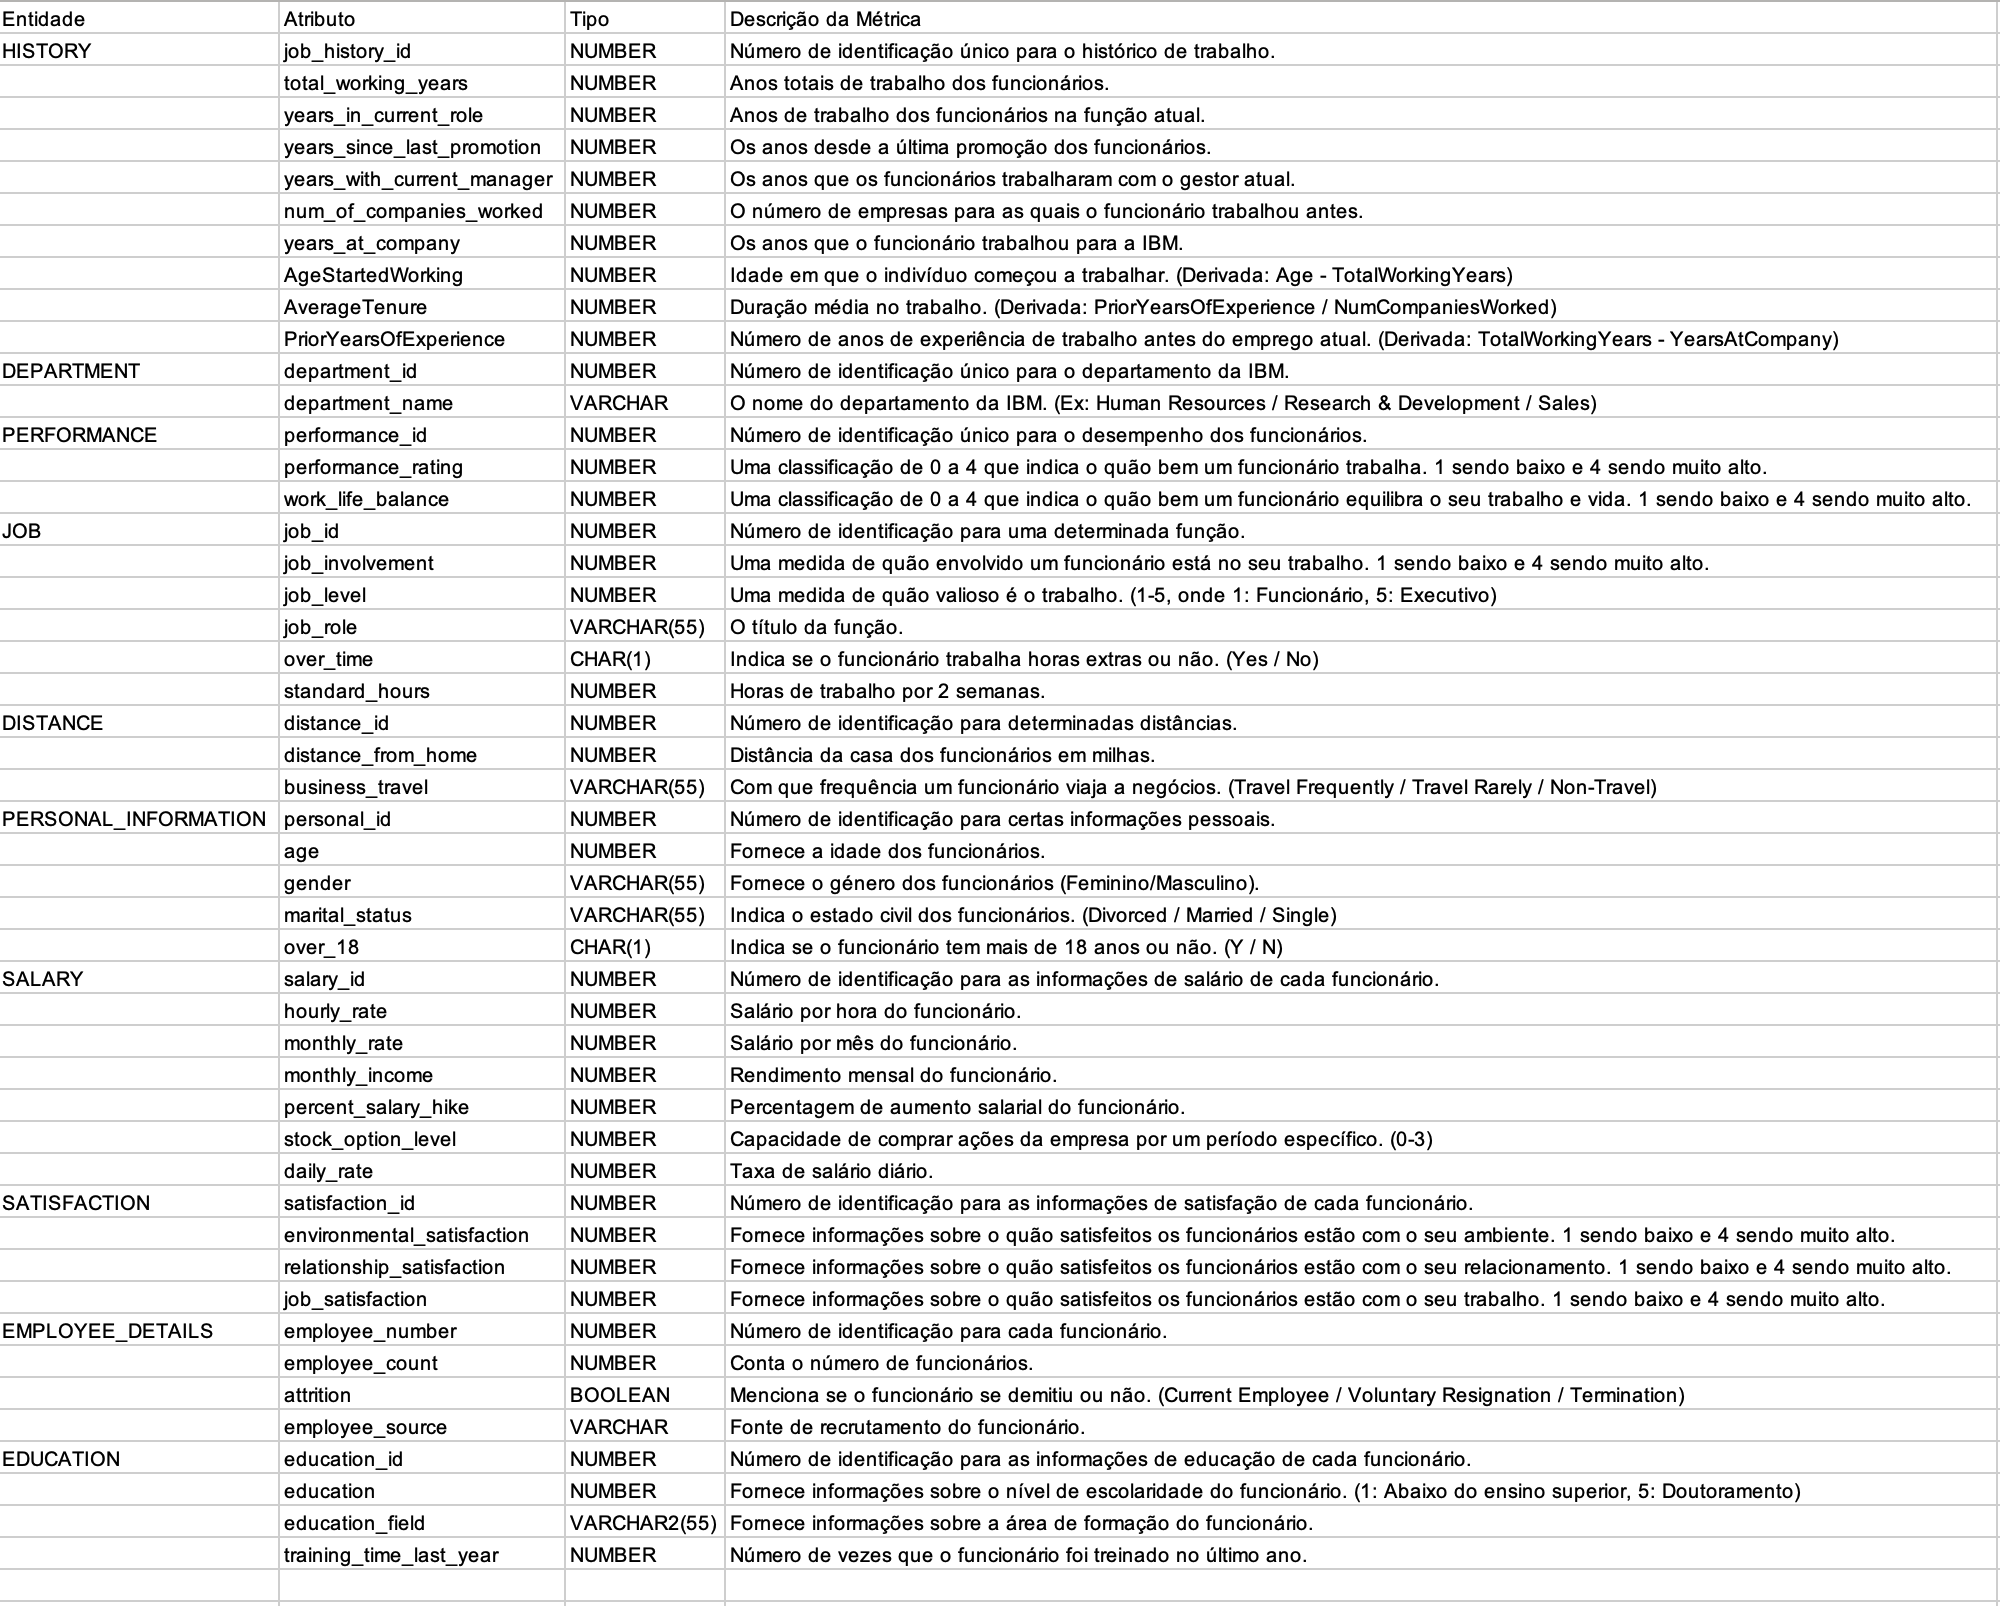 Entidade Atributo Tipo Descrição da Métrica
HISTORY job_history_id NUMBER Número de identificação único para o histórico de trabalho.
total_working_years NUMBER Anos totais de trabalho dos funcionários.
years_in_current_role NUMBER Anos de trabalho dos funcionários na função atual.
years_since_last_promotion NUMBER Os anos desde a última promoção dos funcionários.
years_with_current_manager NUMBER Os anos que os funcionários trabalharam com o gestor atual.
num_of_companies_worked NUMBER O número de empresas para as quais o funcionário trabalhou antes.
years_at_company NUMBER Os anos que o funcionário trabalhou para a IBM.
AgeStartedWorking NUMBER Idade em que o indivíduo começou a trabalhar. (Derivada: Age - TotalWorkingYears)
AverageTenure NUMBER Duração média no trabalho. (Derivada: PriorYearsOfExperience / NumCompaniesWorked)
PriorYearsOfExperience NUMBER Número de anos de experiência de trabalho antes do emprego atual. (Derivada: TotalWorkingYears - YearsAtCompany)
DEPARTMENT department_id NUMBER Número de identificação único para o departamento da IBM.
department_name VARCHAR O nome do departamento da IBM. (Ex: Human Resources / Research & Development / Sales)
PERFORMANCE performance_id NUMBER Número de identificação único para o desempenho dos funcionários.
performance_rating NUMBER Uma classificação de 0 a 4 que indica o quão bem um funcionário trabalha. 1 sendo baixo e 4 sendo muito alto.
work_life_balance NUMBER Uma classificação de 0 a 4 que indica o quão bem um funcionário equilibra o seu trabalho e vida. 1 sendo baixo e 4 sendo muito alto.
JOB job_id NUMBER Número de identificação para uma determinada função.
job_involvement NUMBER Uma medida de quão envolvido um funcionário está no seu trabalho. 1 sendo baixo e 4 sendo muito alto.
job_level NUMBER Uma medida de quão valioso é o trabalho. (1-5, onde 1: Funcionário, 5: Executivo)
job_role VARCHAR(55) O título da função.
over_time CHAR(1) Indica se o funcionário trabalha horas extras ou não. (Yes / No)
standard_hours NUMBER Horas de trabalho por 2 semanas.
DISTANCE distance_id NUMBER Número de identificação para determinadas distâncias.
distance_from_home NUMBER Distância da casa dos funcionários em milhas.
business_travel VARCHAR(55) Com que frequência um funcionário viaja a negócios. (Travel Frequently / Travel Rarely / Non-Travel)
PERSONAL_INFORMATION personal_id NUMBER Número de identificação para certas informações pessoais.
age NUMBER Fornece a idade dos funcionários.
gender VARCHAR(55) Fornece o género dos funcionários (Feminino/Masculino).
marital_status VARCHAR(55) Indica o estado civil dos funcionários. (Divorced / Married / Single)
over_18 CHAR(1) Indica se o funcionário tem mais de 18 anos ou não. (Y / N)
SALARY salary_id NUMBER Número de identificação para as informações de salário de cada funcionário.
hourly_rate NUMBER Salário por hora do funcionário.
monthly_rate NUMBER Salário por mês do funcionário.
monthly_income NUMBER Rendimento mensal do funcionário.
percent_salary_hike NUMBER Percentagem de aumento salarial do funcionário.
stock_option_level NUMBER Capacidade de comprar ações da empresa por um período específico. (0-3)
daily_rate NUMBER Taxa de salário diário.
SATISFACTION satisfaction_id NUMBER Número de identificação para as informações de satisfação de cada funcionário.
environmental_satisfaction NUMBER Fornece informações sobre o quão satisfeitos os funcionários estão com o seu ambiente. 1 sendo baixo e 4 sendo muito alto.
relationship_satisfaction NUMBER Fornece informações sobre o quão satisfeitos os funcionários estão com o seu relacionamento. 1 sendo baixo e 4 sendo muito alto.
job_satisfaction NUMBER Fornece informações sobre o quão satisfeitos os funcionários estão com o seu trabalho. 1 sendo baixo e 4 sendo muito alto.
EMPLOYEE_DETAILS employee_number NUMBER Número de identificação para cada funcionário.
employee_count NUMBER Conta o número de funcionários.
attrition BOOLEAN Menciona se o funcionário se demitiu ou não. (Current Employee / Voluntary Resignation / Termination)
employee_source VARCHAR Fonte de recrutamento do funcionário.
EDUCATION education_id NUMBER Número de identificação para as informações de educação de cada funcionário.
education NUMBER Fornece informações sobre o nível de escolaridade do funcionário. (1: Abaixo do ensino superior, 5: Doutoramento)
education_field VARCHAR2(55) Fornece informações sobre a área de formação do funcionário.
training_time_last_year NUMBER Número de vezes que o funcionário foi treinado no último ano.